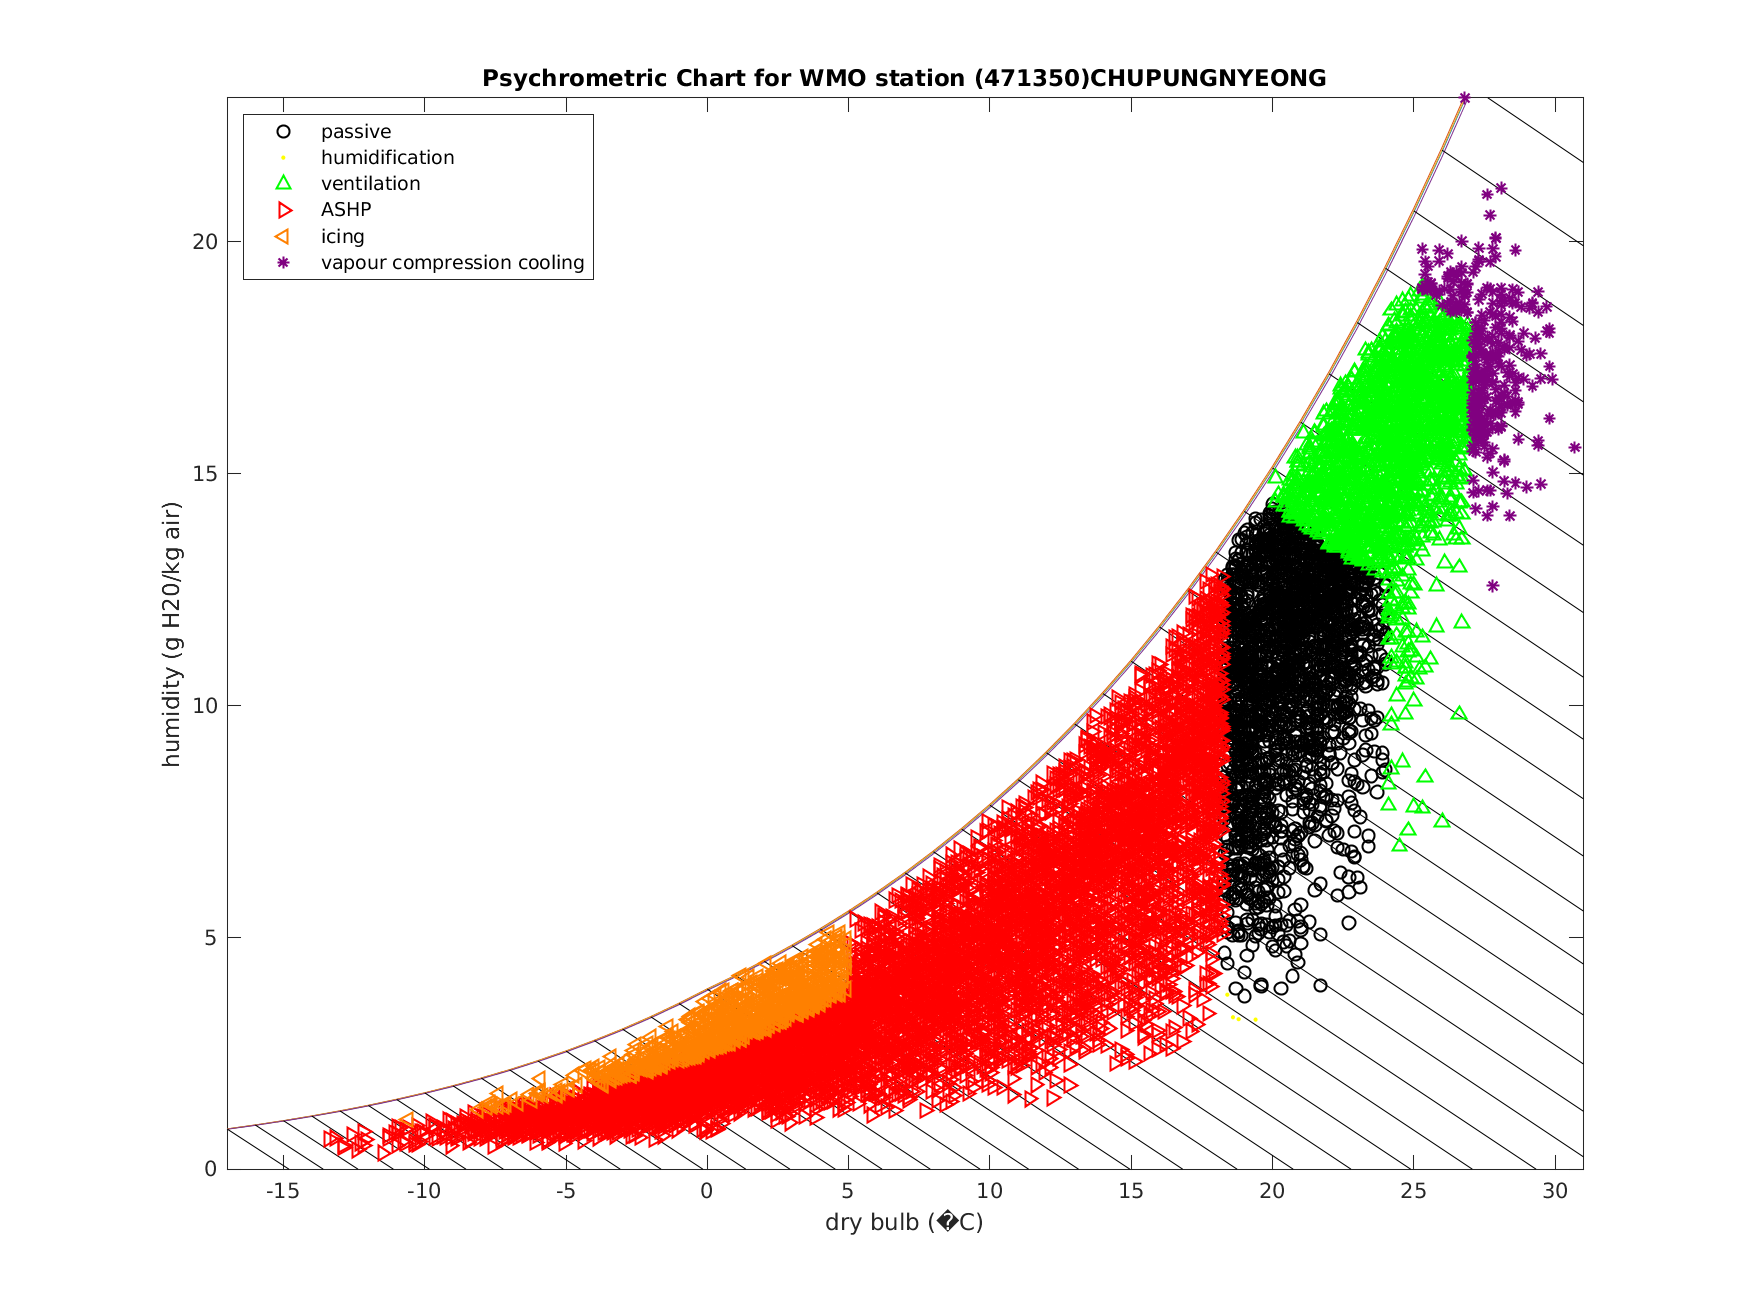 Psychrometric Chart for WMO station (471350)CHUPUNGNYEONG
passive
humidification
ventilation
ASHP
icing
vapour compression cooling
humidity (g H20/kg air)
20
15
10
5
0
-15 -10 -5 0 5 10 15 20 25 30
dry bulb (�C)